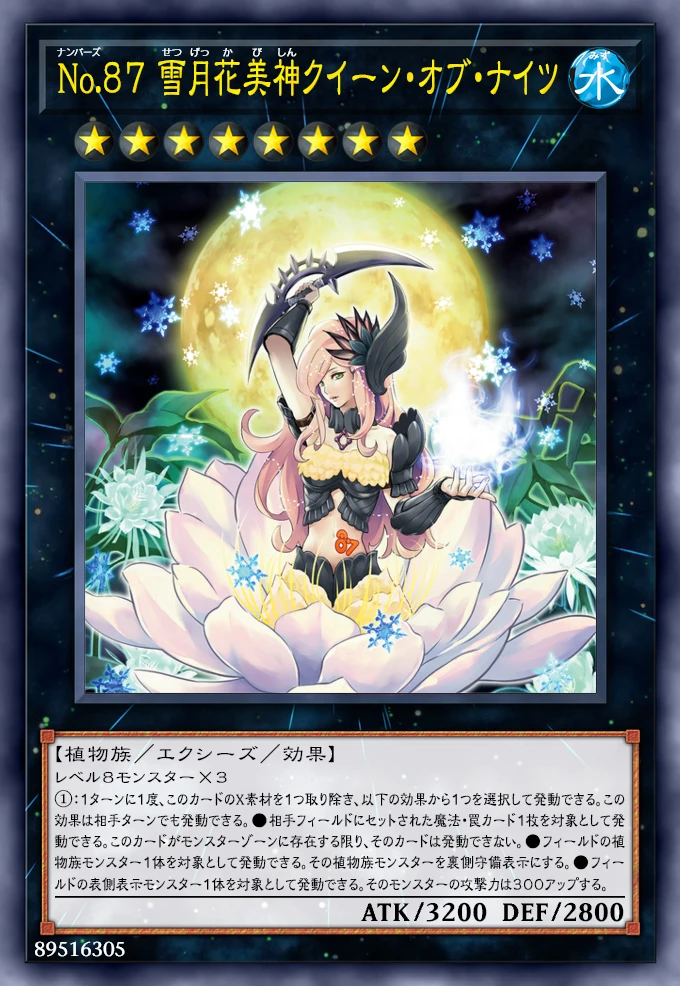 ナンバーズ せつ げっ か び しん
No.87 雪月花美神クイーン・オブ・ナイツ
みず
水
87
【植物族/エクシーズ/効果】
レベル8モンスター×3
①:1ターンに1度、このカードのX素材を1つ取り除き、以下の効果から1つを選択して発動できる。この
効果は相手ターンでも発動できる。●相手フィールドにセットされた魔法・罠カード1枚を対象として発
動できる。このカードがモンスターゾーンに存在する限り、そのカードは発動できない。●フィールドの植
物族モンスター1体を対象として発動できる。その植物族モンスターを裏側守備表示にする。●フィー
ルドの表側表示モンスター1体を対象として発動できる。そのモンスターの攻撃力は300アップする。
ATK/3200 DEF/2800
89516305